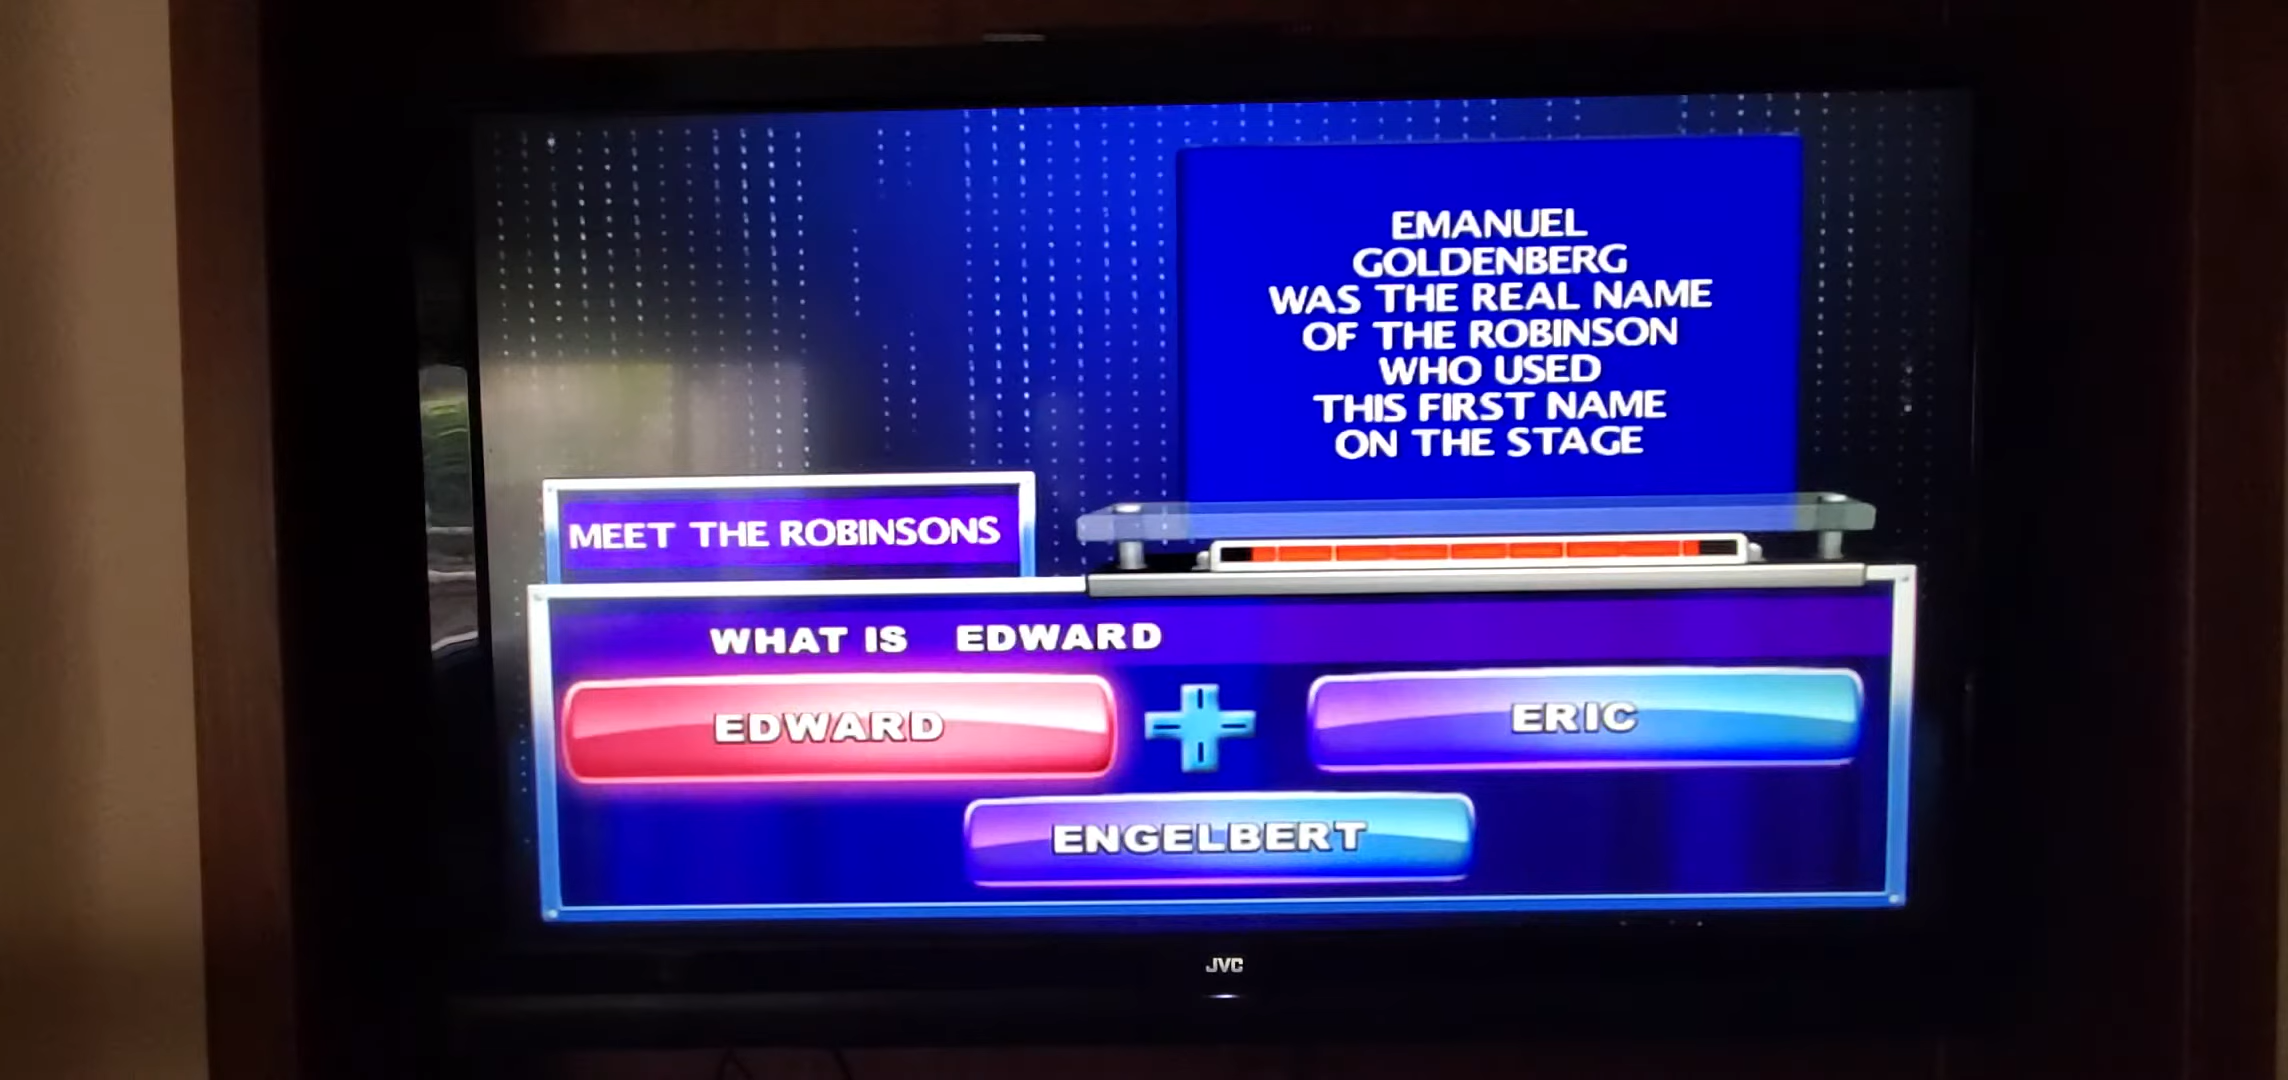 EMANUEL
GOLDENBERG
WAS THE REAL NAME
OF THE ROBINSON
WHO USED
THIS FIRST NAME
ON THE STAGE
MEET THE ROBINSONS
WHAT IS EDWARD
EDWARD
ERIC
ENGELBERT
JVC